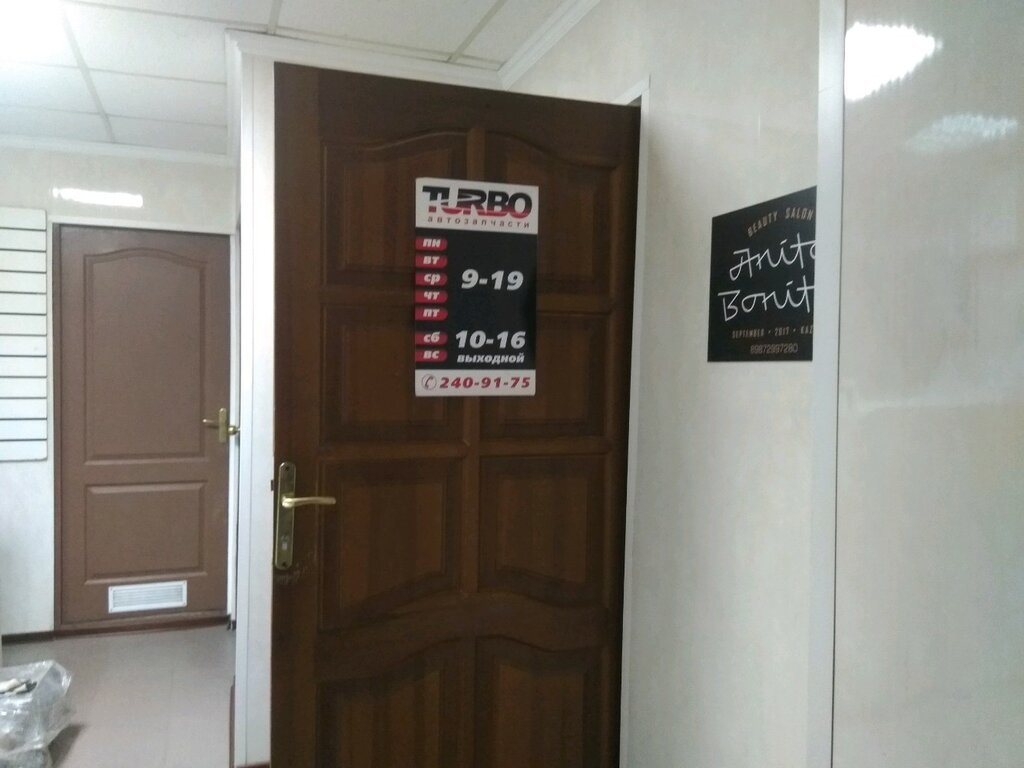 TURBO
автозапчасти
пн
вт
ср
чт
пт
9-19
сб
10-16
вс
выходной
240-91-75
BEAUTY SALON
Anita
Bonit
SEPTEMBER • 2017 • KAZ
89872997280